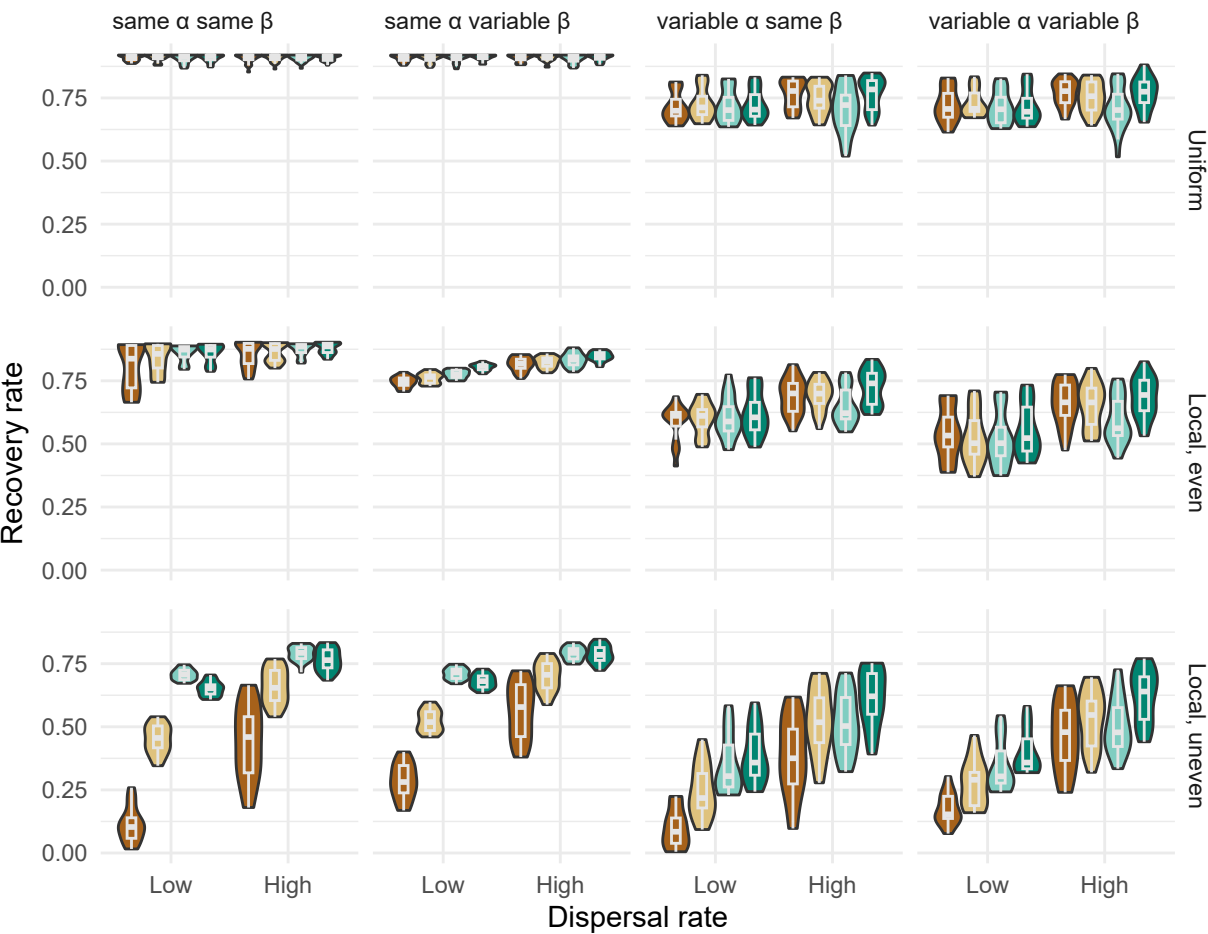 same α same β
same α variable β
variable α same β
variable α variable β
0.75
0.50
0.25
0.00
Uniform
0.75
0.50
0.25
0.00
Local, even
0.75
0.50
0.25
0.00
Local, uneven
Recovery rate
Low
High
Low
High
Low
High
Low
High
Dispersal rate